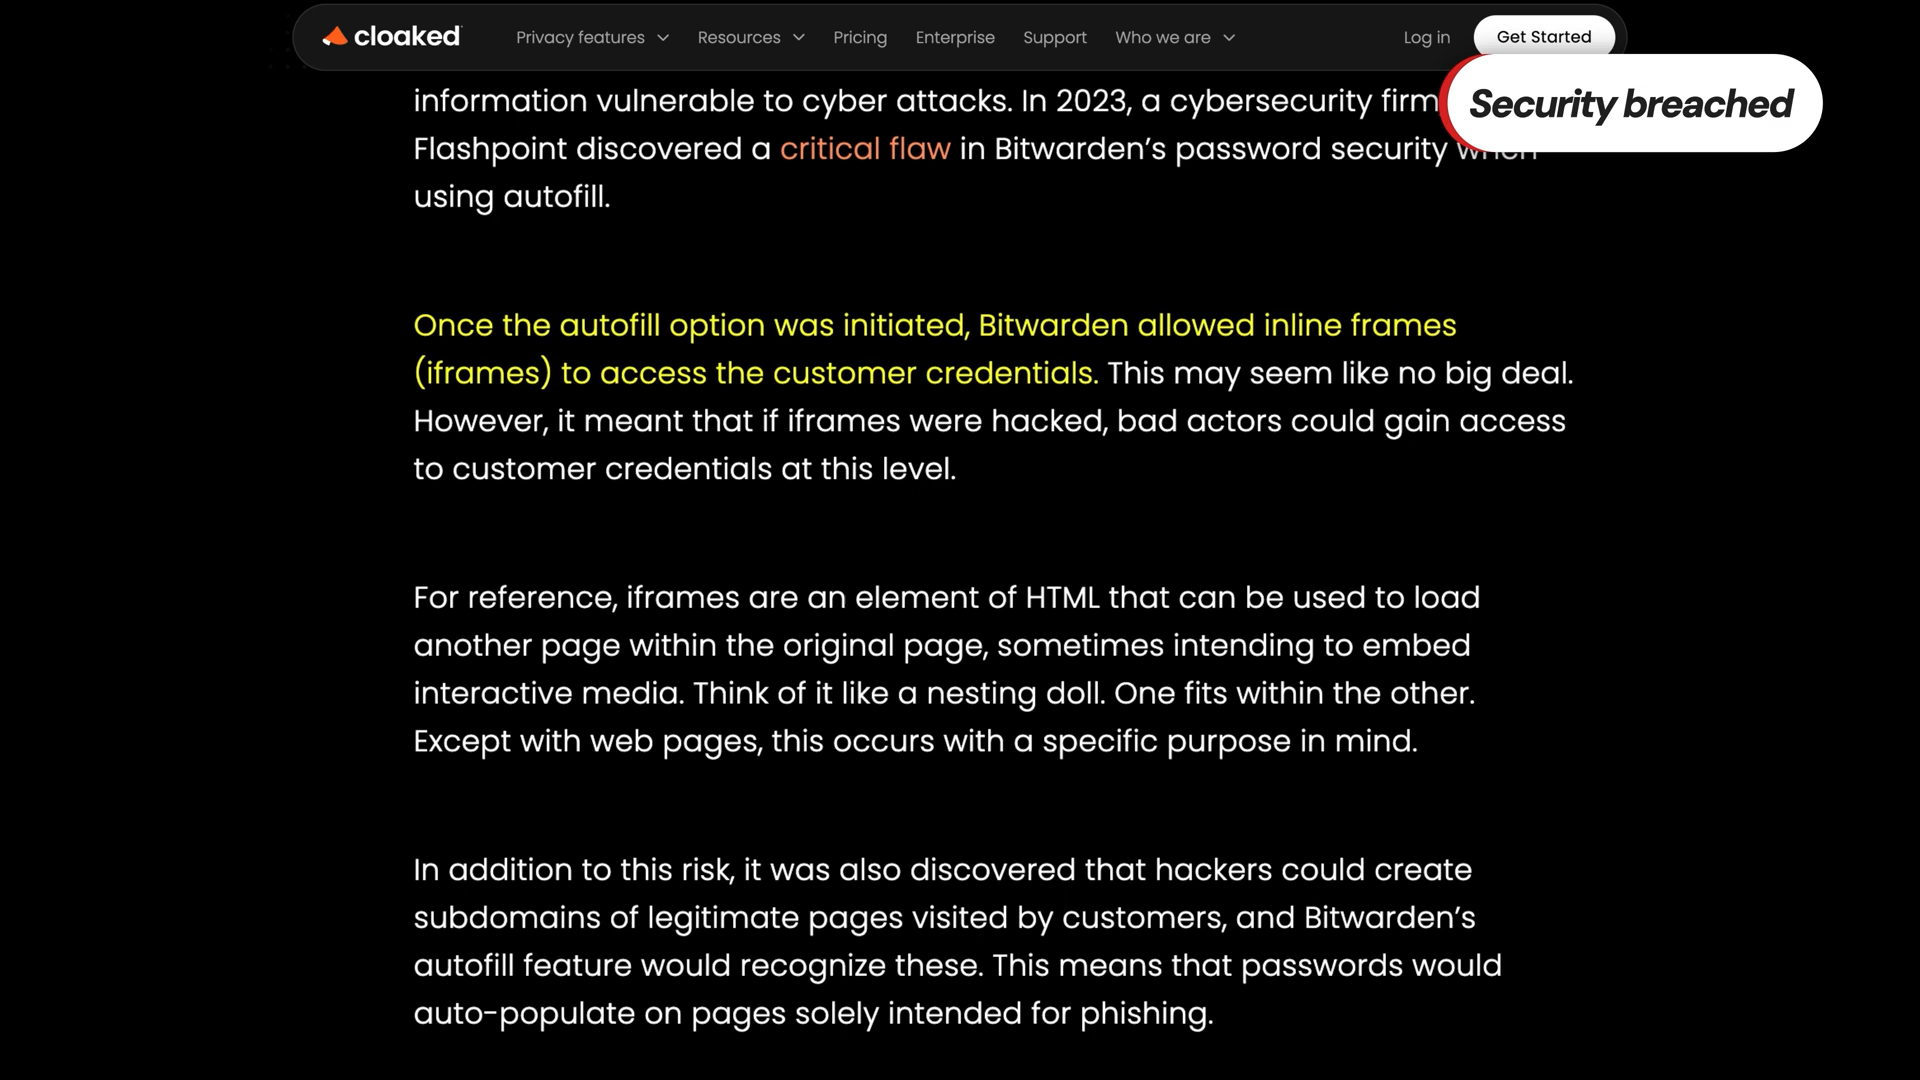 cloaked
Privacy features
Resources
Pricing
Enterprise
Support
Who we are
Log in
Get Started
Security breached
information vulnerable to cyber attacks. In 2023, a cybersecurity firm
Flashpoint discovered a critical flaw in Bitwarden’s password security when
using autofill.
Once the autofill option was initiated, Bitwarden allowed inline frames
(iframes) to access the customer credentials. This may seem like no big deal.
However, it meant that if iframes were hacked, bad actors could gain access
to customer credentials at this level.
For reference, iframes are an element of HTML that can be used to load
another page within the original page, sometimes intending to embed
interactive media. Think of it like a nesting doll. One fits within the other.
Except with web pages, this occurs with a specific purpose in mind.
In addition to this risk, it was also discovered that hackers could create
subdomains of legitimate pages visited by customers, and Bitwarden’s
autofill feature would recognize these. This means that passwords would
auto-populate on pages solely intended for phishing.